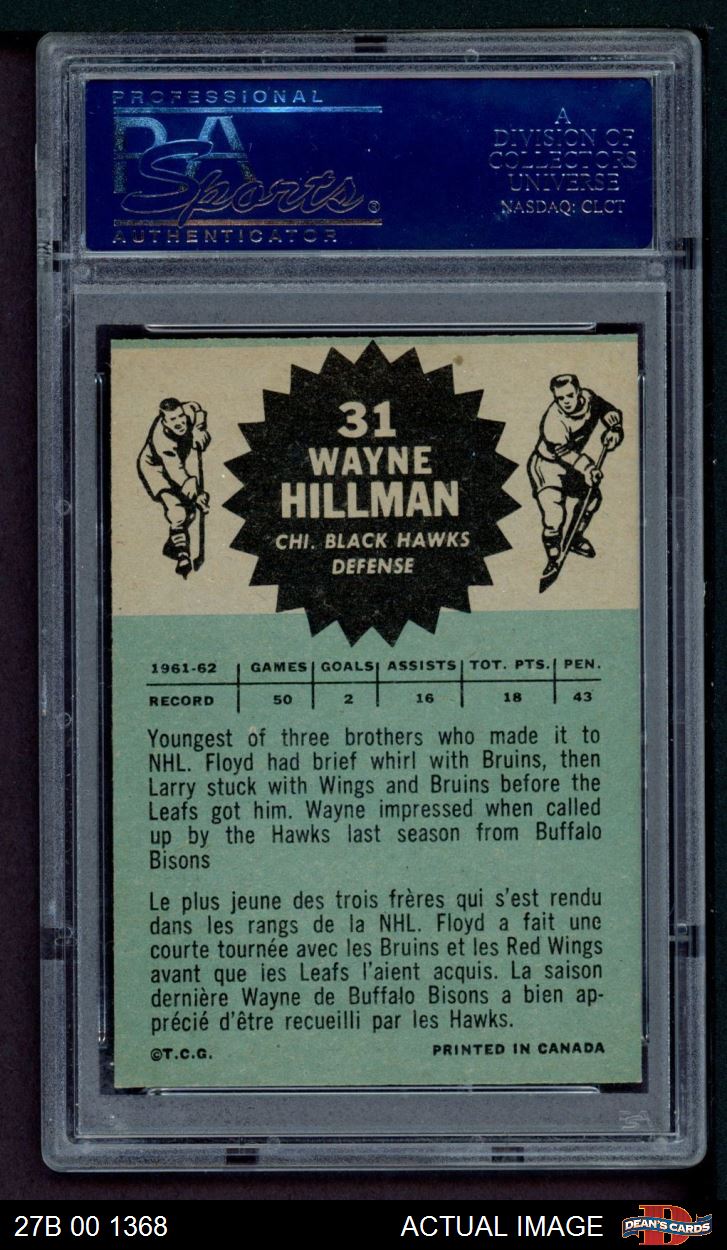 PROFESSIONAL
PSA
Sports®
AUTHENTICATOR
A
DIVISION OF
COLLECTORS
UNIVERSE
NASDAQ: CLCT
31
WAYNE
HILLMAN
CHI. BLACK HAWKS
DEFENSE
1961-62 GAMES GOALS ASSISTS TOT. PTS. PEN.
RECORD 50 2 16 18 43
Youngest of three brothers who made it to
NHL. Floyd had brief whirl with Bruins, then
Larry stuck with Wings and Bruins before the
Leafs got him. Wayne impressed when called
up by the Hawks last season from Buffalo
Bisons
Le plus jeune des trois frères qui s'est rendu
dans les rangs de la NHL. Floyd a fait une
courte tournée avec les Bruins et les Red Wings
avant que ies Leafs l'aient acquis. La saison
dernière Wayne de Buffalo Bisons a bien ap-
précié d'être recueilli par les Hawks.
©T.C.G. PRINTED IN CANADA
PSA
27B 00 1368 ACTUAL IMAGE DEAN'S CARDS